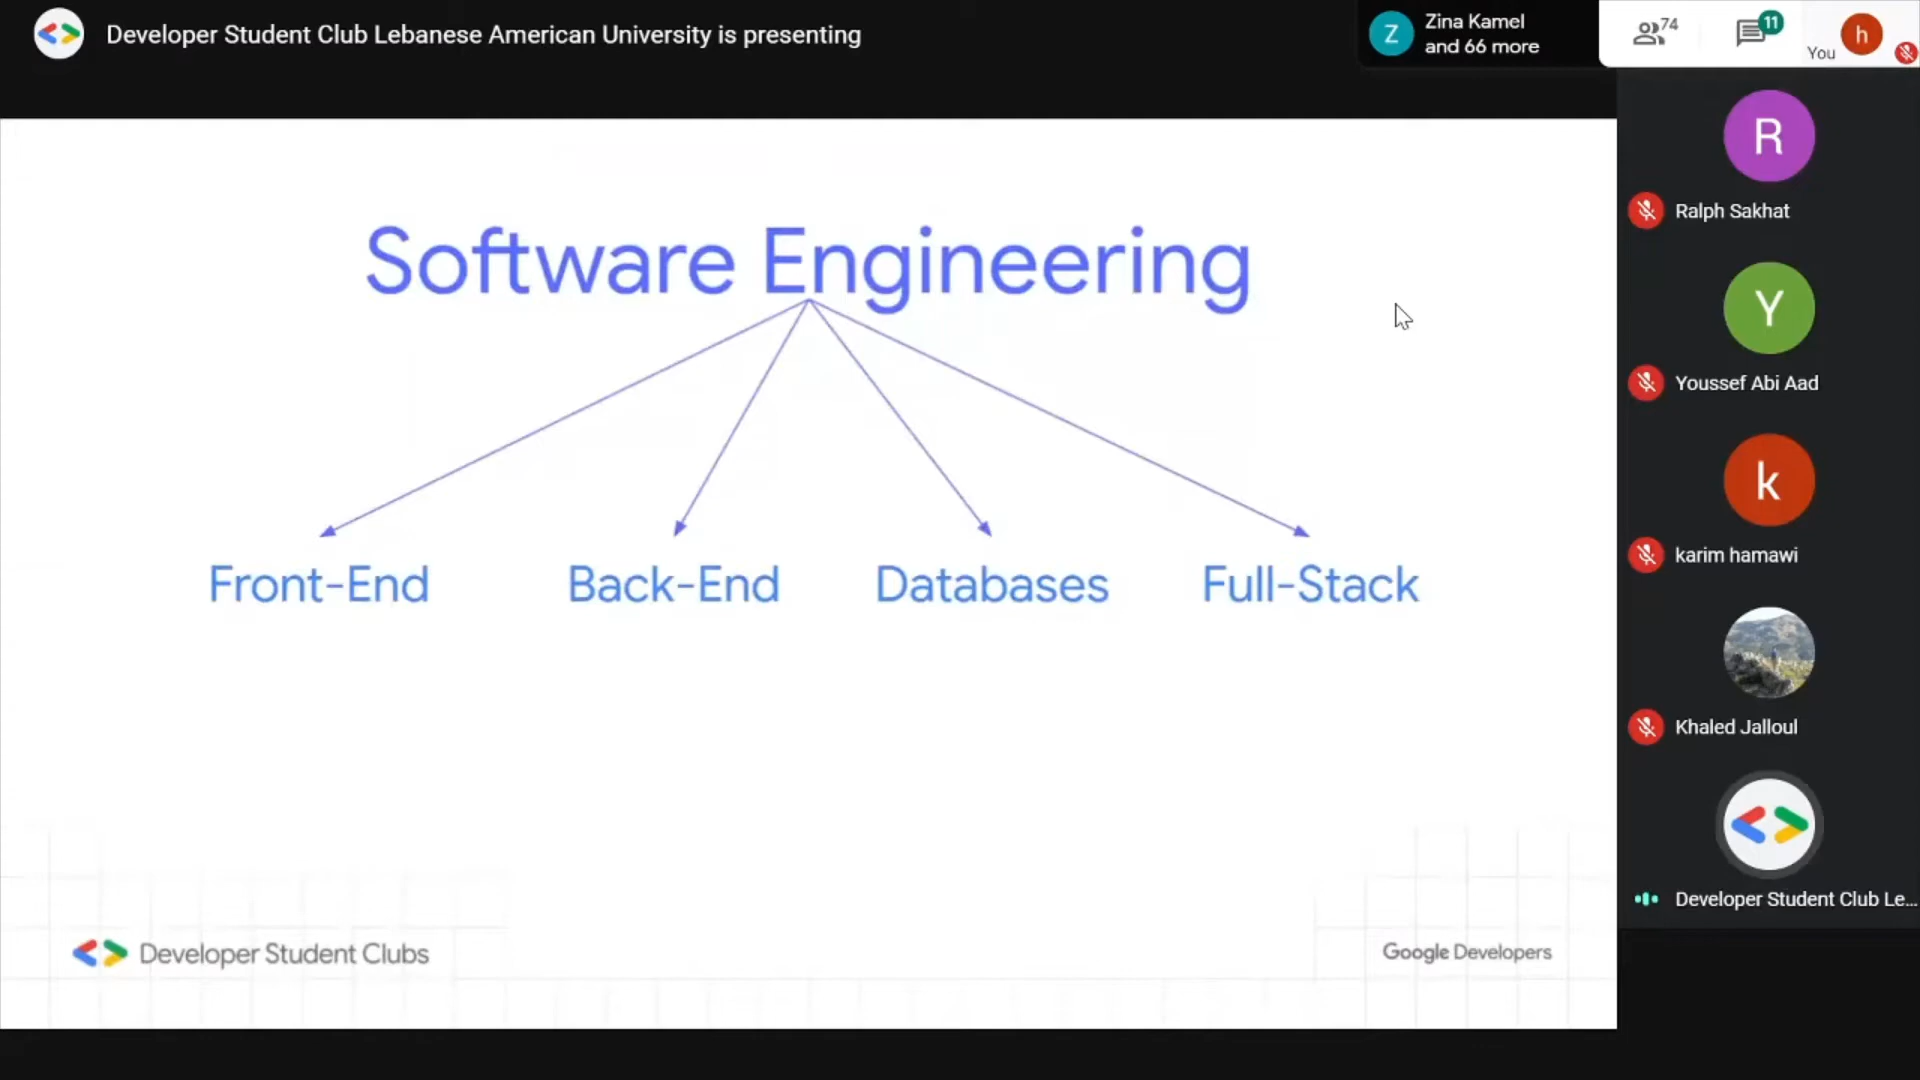 Developer Student Club Lebanese American University is presenting
Z
Zina Kamel
and 66 more
74
11
You
h
R
Ralph Sakhat
Y
Youssef Abi Aad
k
karim hamawi
Khaled Jalloul
Developer Student Club Le...
Software Engineering
Front-End
Back-End
Databases
Full-Stack
Developer Student Clubs
Google Developers